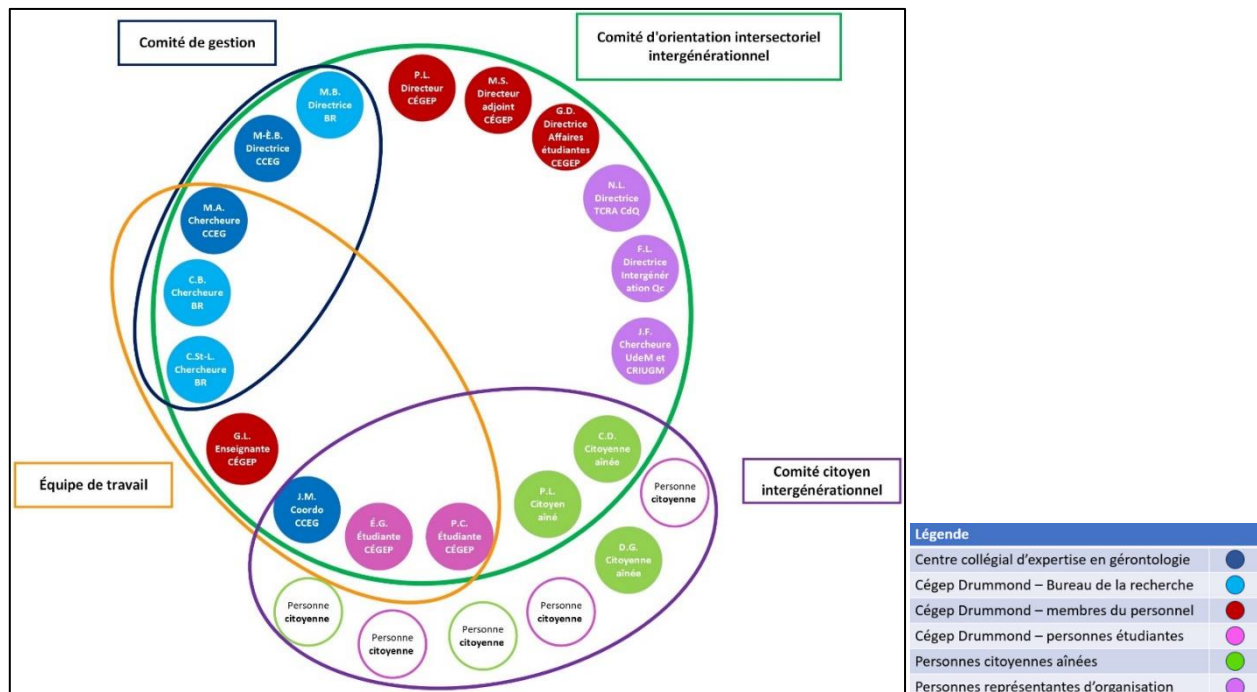 Comité de gestion
Comité d'orientation intersectoriel
intergénérationnel
M.B.
Directrice
BR
P.L.
Directeur
CÉGEP
M.S.
Directeur
adjoint
CÉGEP
G.D.
Directrice
Affaires
étudiantes
CEGEP
M-È.B.
Directrice
CCEG
N.L.
Directrice
TCRA CdQ
M.A.
Chercheure
CCEG
F.L.
Directrice
Intergénér
ation Qc
C.B.
Chercheure
BR
J.F.
Chercheure
UdeM et
CRIUGM
C.St-L.
Chercheure
BR
G.L.
Enseignante
CÉGEP
C.D.
Citoyenne
aînée
Équipe de travail
Comité citoyen
intergénérationnel
Personne
citoyenne
J.M.
Coordo
CCEG
É.G.
Étudiante
CÉGEP
P.C.
Étudiante
CÉGEP
P.L.
Citoyen
aîné
D.G.
Citoyenne
aînée
Personne
citoyenne
Personne
citoyenne
Personne
citoyenne
Personne
citoyenne
Légende
Centre collégial d'expertise en gérontologie
Cégep Drummond – Bureau de la recherche
Cégep Drummond – membres du personnel
Cégep Drummond – personnes étudiantes
Personnes citoyennes aînées
Personnes représentantes d'organisation